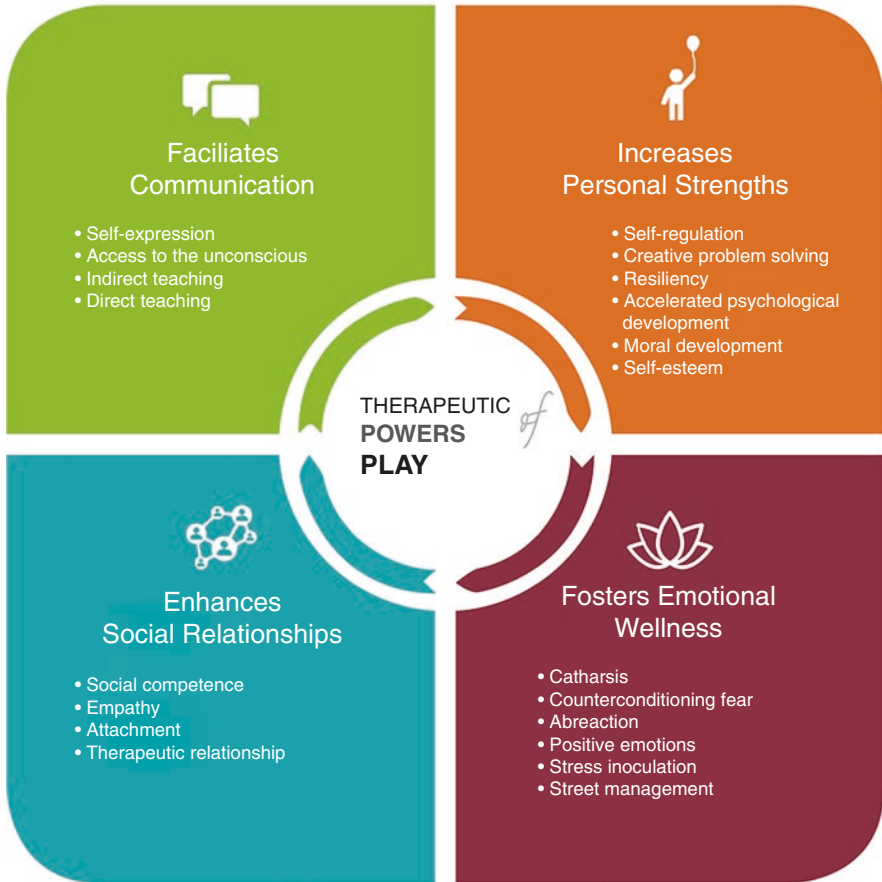 Faciliates
Communication
• Self-expression
• Access to the unconscious
• Indirect teaching
• Direct teaching
Increases
Personal Strengths
• Self-regulation
• Creative problem solving
• Resiliency
• Accelerated psychological
development
• Moral development
• Self-esteem
THERAPEUTIC
POWERS of
PLAY
Enhances
Social Relationships
• Social competence
• Empathy
• Attachment
• Therapeutic relationship
Fosters Emotional
Wellness
• Catharsis
• Counterconditioning fear
• Abreaction
• Positive emotions
• Stress inoculation
• Street management